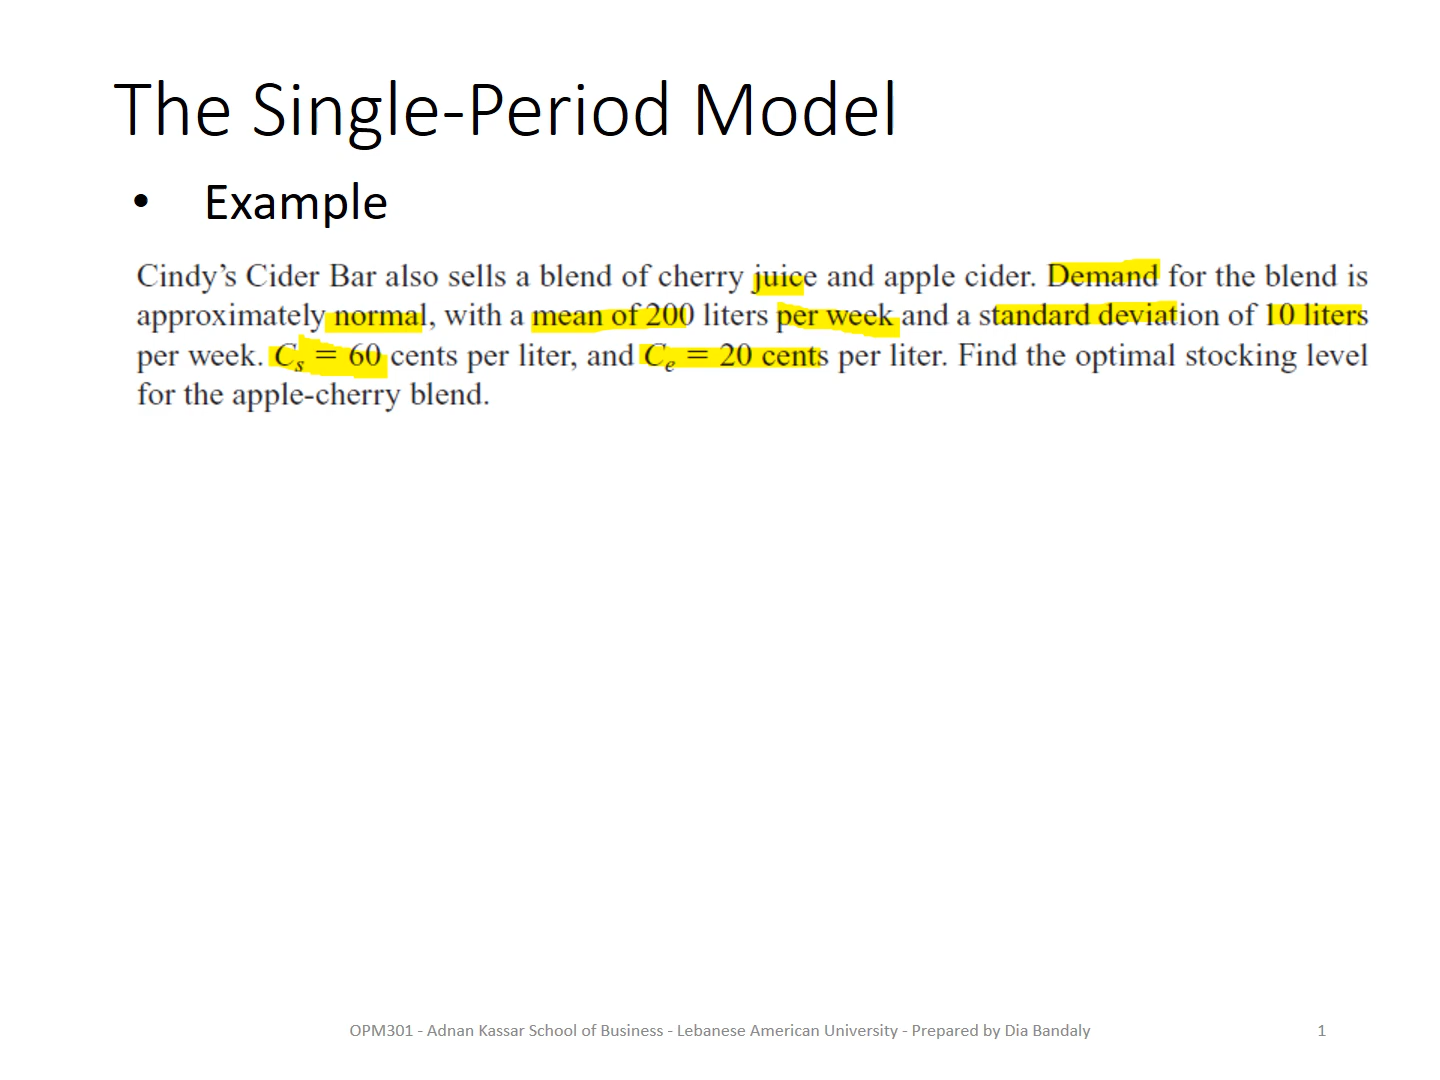 The Single-Period Model
• Example
Cindy’s Cider Bar also sells a blend of cherry juice and apple cider. Demand for the blend is
approximately normal, with a mean of 200 liters per week and a standard deviation of 10 liters
per week. Cs = 60 cents per liter, and Ce = 20 cents per liter. Find the optimal stocking level
for the apple-cherry blend.
OPM301 - Adnan Kassar School of Business - Lebanese American University - Prepared by Dia Bandaly
1